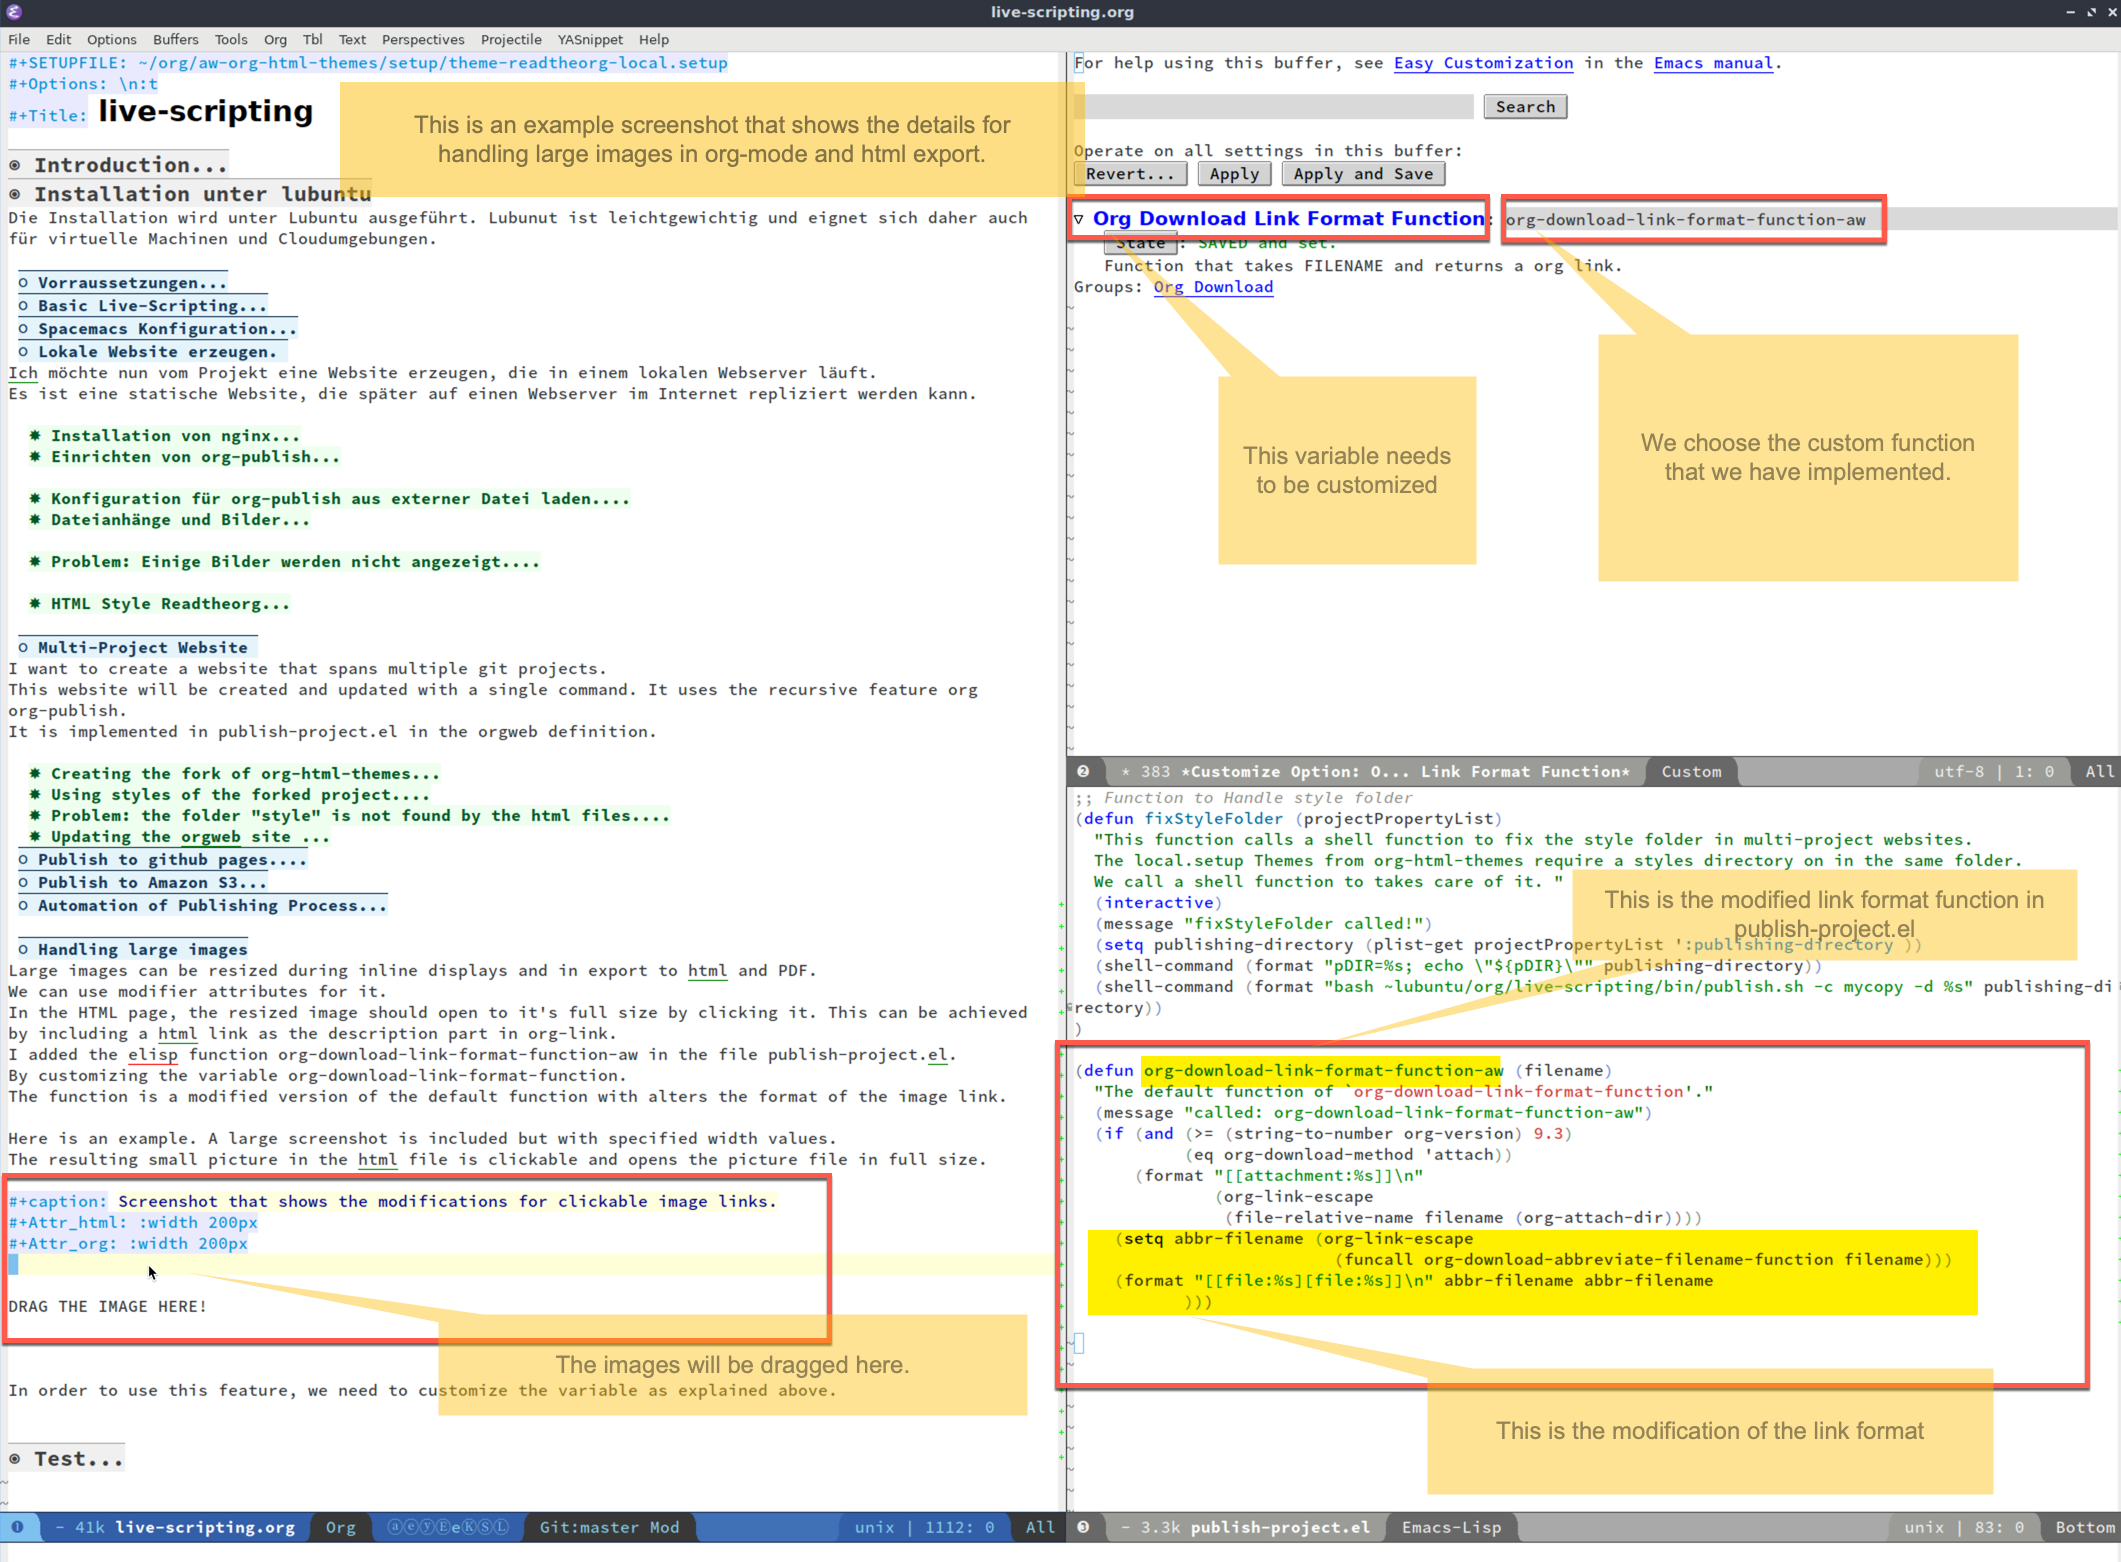 live-scripting.org
File Edit Options Buffers Tools Org Tbl Text Perspectives Projectile YASnippet Help
#+SETUPFILE: ~/org/aw-org-html-themes/setup/theme-readtheorg-local.setup
#+Options: \n:t
#+Title: live-scripting
This is an example screenshot that shows the details for
handling large images in org-mode and html export.
Introduction...
Installation unter lubuntu
Die Installation wird unter Lubuntu ausgeführt. Lubunut ist leichtgewichtig und eignet sich daher auch
für virtuelle Machinen und Cloudumgebungen.
o Vorraussetzungen...
o Basic Live-Scripting...
o Spacemacs Konfiguration...
o Lokale Website erzeugen.
Ich möchte nun vom Projekt eine Website erzeugen, die in einem lokalen Webserver läuft.
Es ist eine statische Website, die später auf einen Webserver im Internet repliziert werden kann.
✸ Installation von nginx...
✸ Einrichten von org-publish...
✸ Konfiguration für org-publish aus externer Datei laden....
✸ Dateianhänge und Bilder...
✸ Problem: Einige Bilder werden nicht angezeigt....
✸ HTML Style Readtheorg...
o Multi-Project Website
I want to create a website that spans multiple git projects.
This website will be created and updated with a single command. It uses the recursive feature org
org-publish.
It is implemented in publish-project.el in the orgweb definition.
✸ Creating the fork of org-html-themes...
✸ Using styles of the forked project....
✸ Problem: the folder "style" is not found by the html files....
✸ Updating the orgweb site ...
o Publish to github pages....
o Publish to Amazon S3...
o Automation of Publishing Process...
o Handling large images
Large images can be resized during inline displays and in export to html and PDF.
We can use modifier attributes for it.
In the HTML page, the resized image should open to it's full size by clicking it. This can be achieved
by including a html link as the description part in org-link.
I added the elisp function org-download-link-format-function-aw in the file publish-project.el.
By customizing the variable org-download-link-format-function.
The function is a modified version of the default function with alters the format of the image link.
Here is an example. A large screenshot is included but with specified width values.
The resulting small picture in the html file is clickable and opens the picture file in full size.
#+caption: Screenshot that shows the modifications for clickable image links.
#+Attr_html: :width 200px
#+Attr_org: :width 200px
DRAG THE IMAGE HERE!
The images will be dragged here.
In order to use this feature, we need to customize the variable as explained above.
Test...
1 - 41k live-scripting.org Org ⓐⓔⓨⒺeⓀⓈⓁ Git:master Mod unix | 1112: 0 All
For help using this buffer, see Easy Customization in the Emacs manual.
Search
Operate on all settings in this buffer:
Revert... Apply Apply and Save
▽ Org Download Link Format Function: org-download-link-format-function-aw
State : SAVED and set.
Function that takes FILENAME and returns a org link.
Groups: Org Download
This variable needs
to be customized
We choose the custom function
that we have implemented.
2 * 383 *Customize Option: O... Link Format Function* Custom utf-8 | 1: 0 All
;; Function to Handle style folder
(defun fixStyleFolder (projectPropertyList)
"This function calls a shell function to fix the style folder in multi-project websites.
The local.setup Themes from org-html-themes require a styles directory on in the same folder.
We call a shell function to takes care of it. "
(interactive)
(message "fixStyleFolder called!")
(setq publishing-directory (plist-get projectPropertyList ':publishing-directory ))
(shell-command (format "pDIR=%s; echo \"${pDIR}\"" publishing-directory))
(shell-command (format "bash ~lubuntu/org/live-scripting/bin/publish.sh -c mycopy -d %s" publishing-di
rectory))
)
This is the modified link format function in
publish-project.el
(defun org-download-link-format-function-aw (filename)
"The default function of `org-download-link-format-function'."
(message "called: org-download-link-format-function-aw")
(if (and (>= (string-to-number org-version) 9.3)
(eq org-download-method 'attach))
(format "[[attachment:%s]]\n"
(org-link-escape
(file-relative-name filename (org-attach-dir))))
(setq abbr-filename (org-link-escape
(funcall org-download-abbreviate-filename-function filename)))
(format "[[file:%s][file:%s]]\n" abbr-filename abbr-filename
)))
This is the modification of the link format
3 - 3.3k publish-project.el Emacs-Lisp unix | 83: 0 Bottom